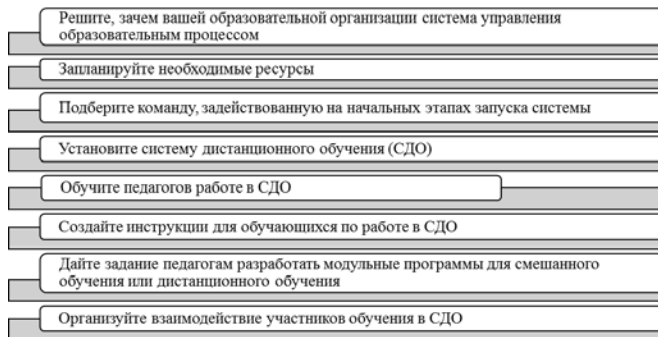 Решите, зачем вашей образовательной организации система управления
образовательным процессом
Запланируйте необходимые ресурсы
Подберите команду, задействованную на начальных этапах запуска системы
Установите систему дистанционного обучения (СДО)
Обучите педагогов работе в СДО
Создайте инструкции для обучающихся по работе в СДО
Дайте задание педагогам разработать модульные программы для смешанного
обучения или дистанционного обучения
Организуйте взаимодействие участников обучения в СДО